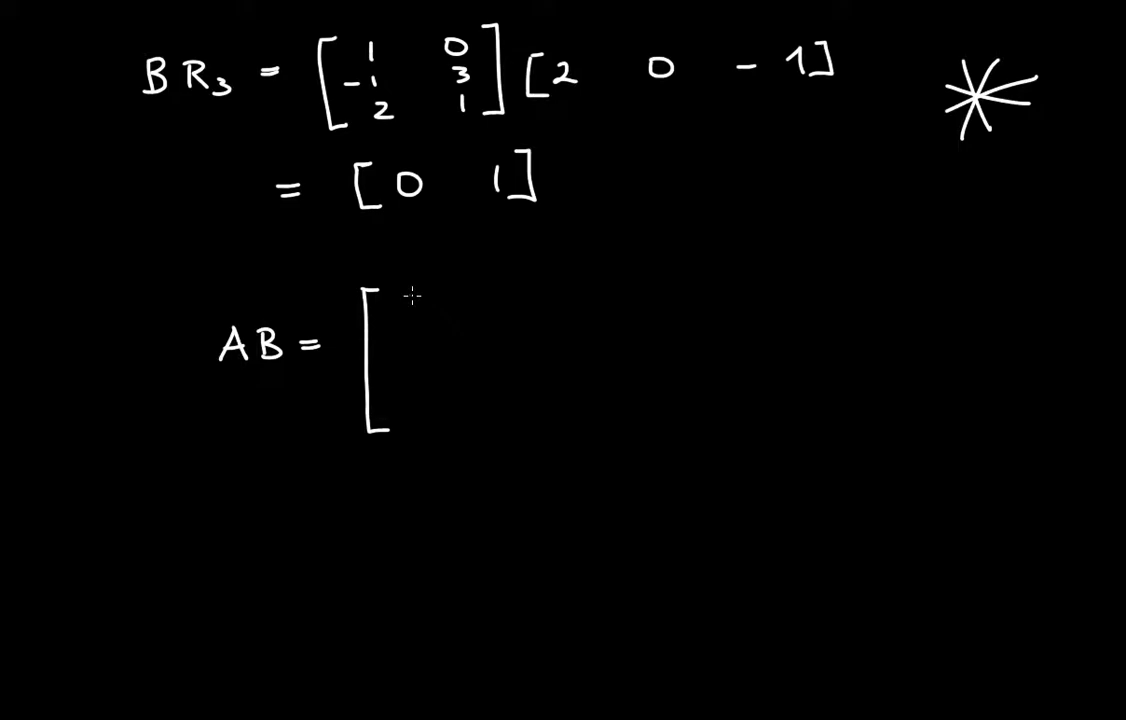 BR₃ = [1 0; -1 3; 2 1] [2 0 -1]
= [0 1]
AB = [